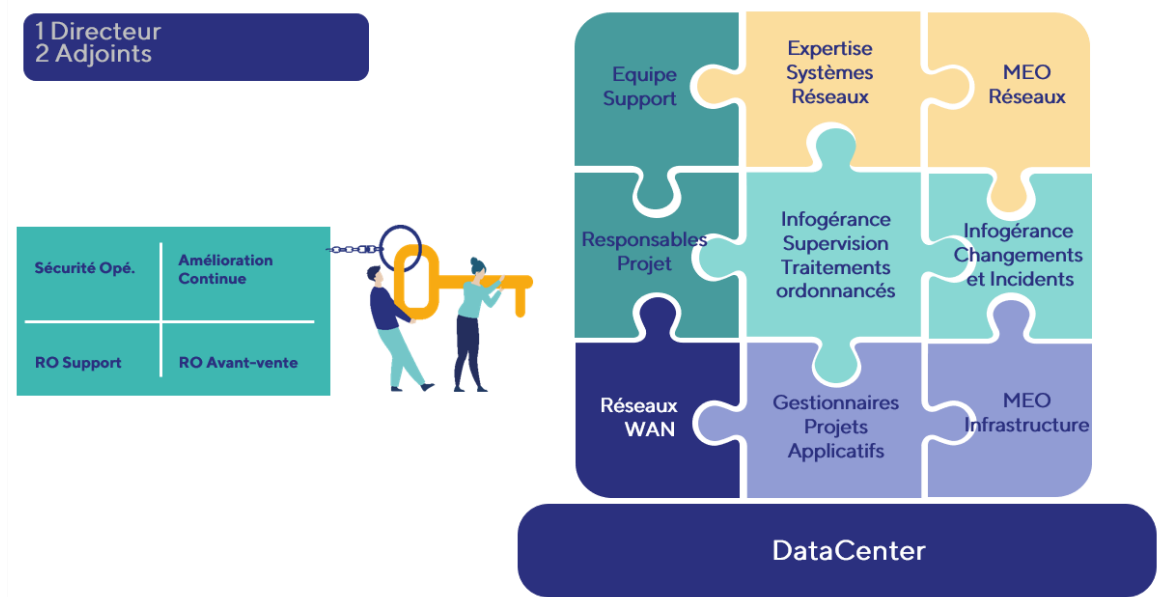 1 Directeur
2 Adjoints
Sécurité Opé.
Amélioration
Continue
RO Support
RO Avant-vente
Equipe
Support
Expertise
Systèmes
Réseaux
MEO
Réseaux
Responsables
Projet
Infogérance
Supervision
Traitements
ordonnancés
Infogérance
Changements
et Incidents
Réseaux
WAN
Gestionnaires
Projets
Applicatifs
MEO
Infrastructure
DataCenter